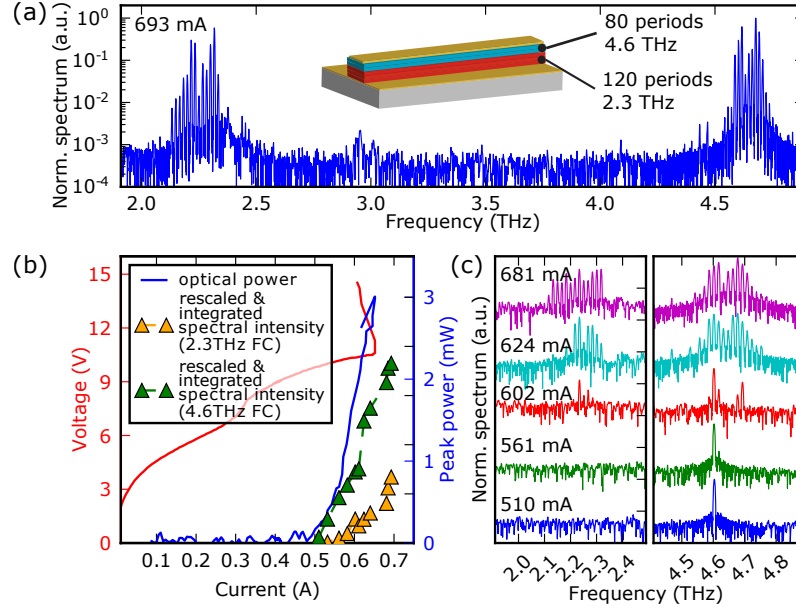 (a)
Norm. spectrum (a.u.)
10^0
10^-1
10^-2
10^-3
10^-4
693 mA
80 periods
4.6 THz
120 periods
2.3 THz
2.0
2.5
3.0
3.5
4.0
4.5
Frequency (THz)
(b)
Voltage (V)
15
12
9
6
3
0
optical power
rescaled &
integrated
spectral intensity
(2.3THz FC)
rescaled &
integrated
spectral intensity
(4.6THz FC)
3
2
1
0
Peak power (mW)
0.0
0.1
0.2
0.3
0.4
0.5
0.6
0.7
Current (A)
(c)
Norm. spectrum (a.u.)
681 mA
624 mA
602 mA
561 mA
510 mA
2.0
2.1
2.2
2.3
2.4
4.5
4.6
4.7
4.8
Frequency (THz)